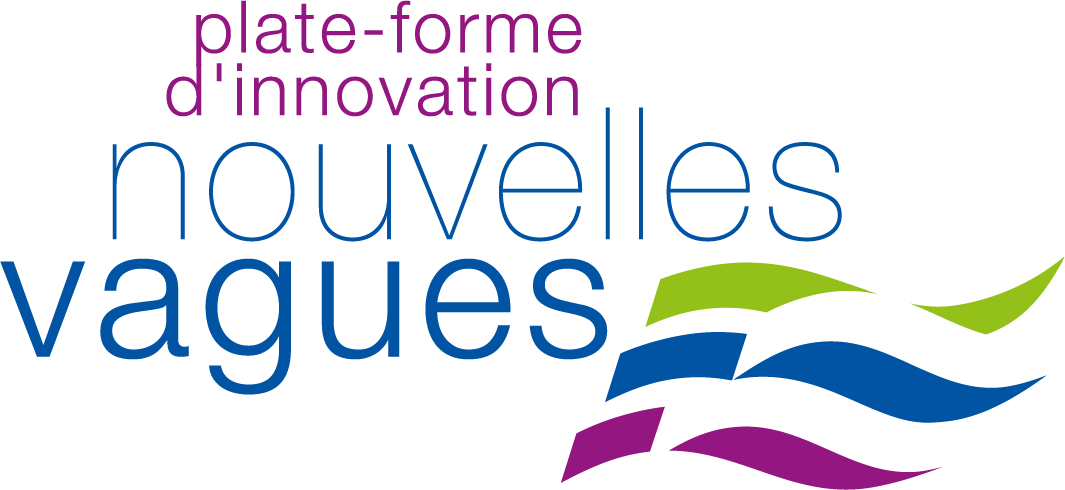 plate-forme
d'innovation
nouvelles
vagues